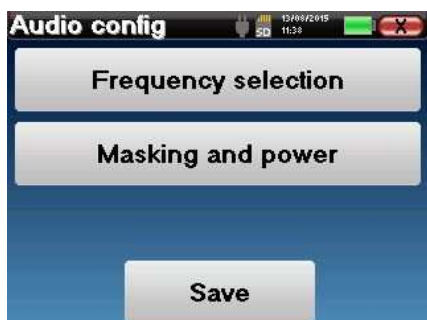 Audio config
SD
13/08/2015
11:38
X
Frequency selection
Masking and power
Save